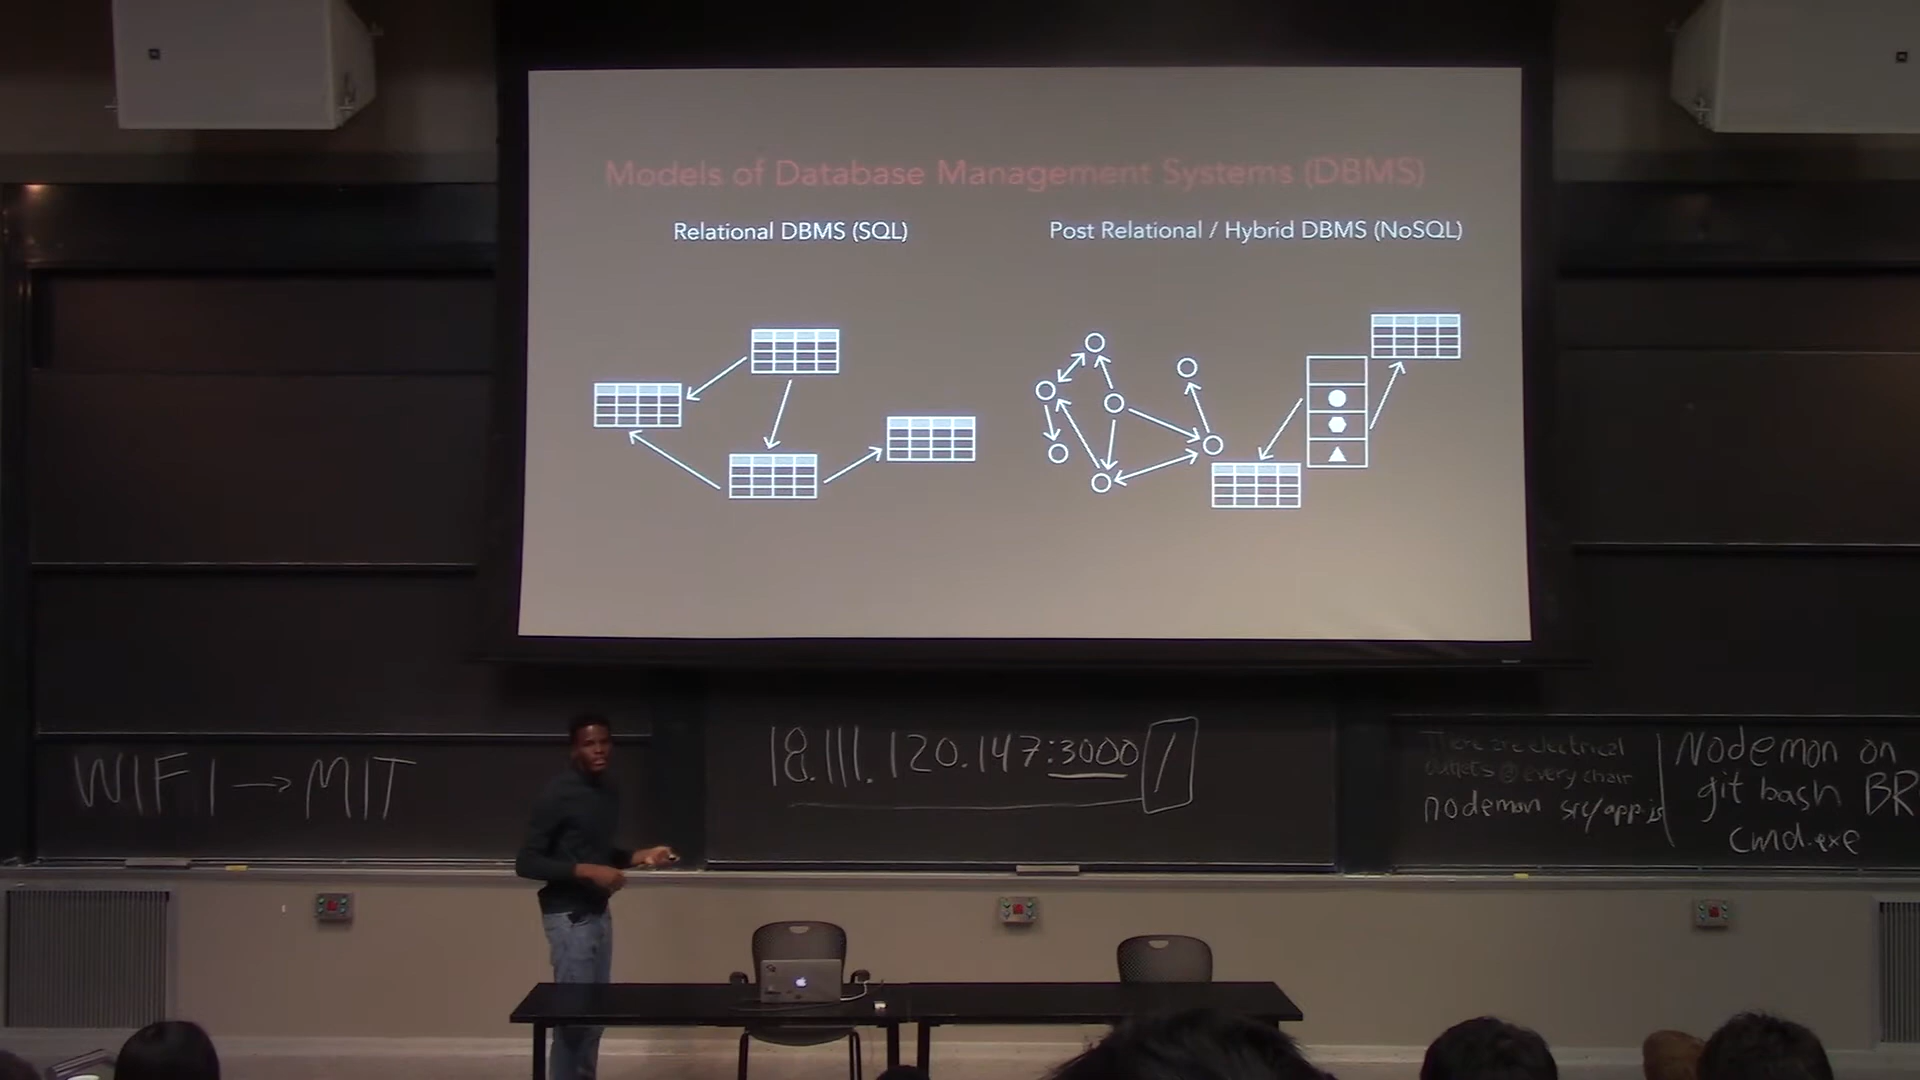 Models of Database Management Systems (DBMS)
Relational DBMS (SQL)
Post Relational / Hybrid DBMS (NoSQL)
WIFI → MIT
18.111.120.147:3000/
There are electrical
outlets @ every chair
nodemon src/app.js
Nodemon on
git bash BR
cmd.exe